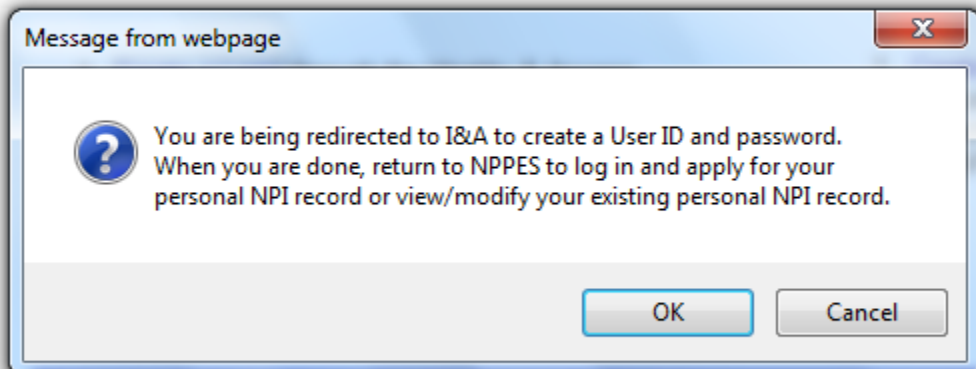 Message from webpage
You are being redirected to I&A to create a User ID and password.
When you are done, return to NPPES to log in and apply for your
personal NPI record or view/modify your existing personal NPI record.
OK Cancel